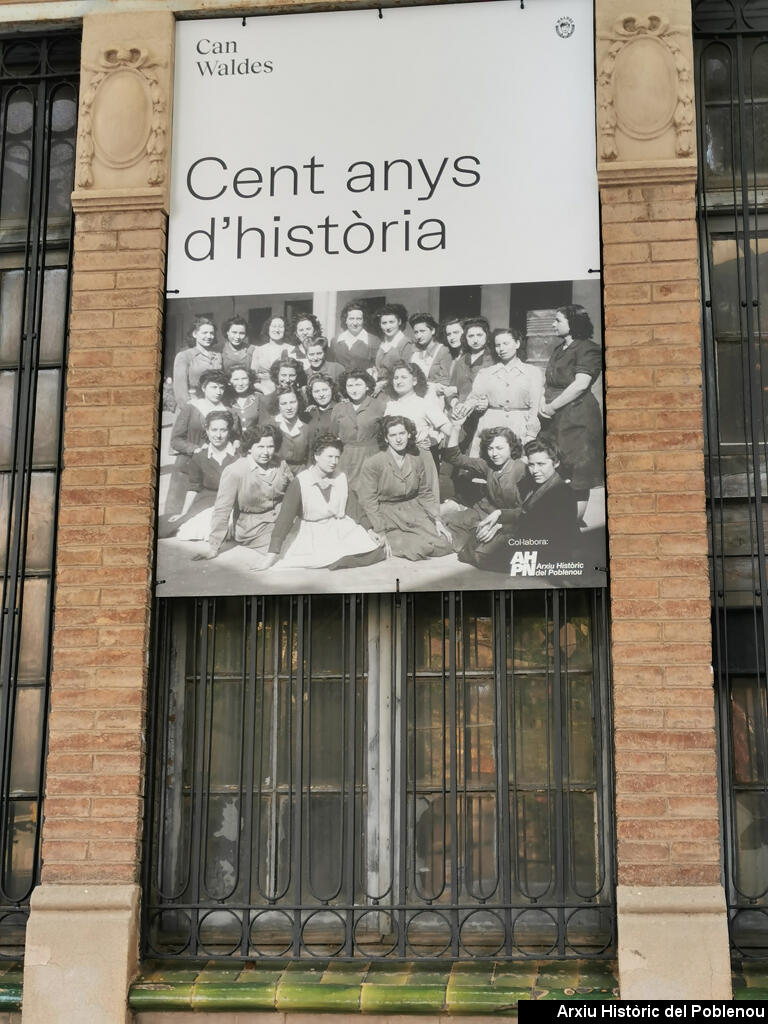 Can
Waldes
Cent anys
d'història
Col·labora:
AH
PN Arxiu Històric
del Poblenou
Arxiu Històric del Poblenou